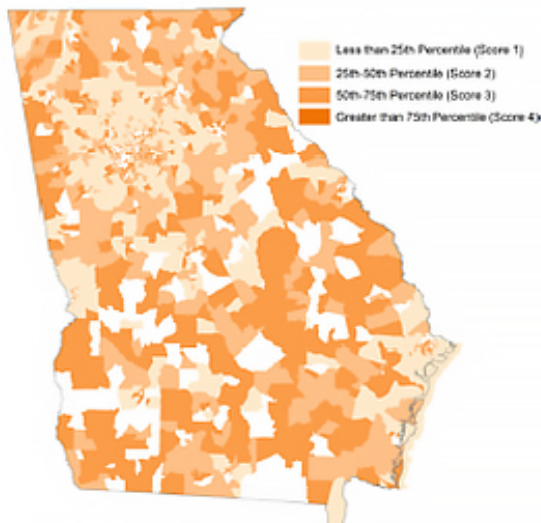 Less than 25th Percentile (Score 1)
25th-50th Percentile (Score 2)
50th-75th Percentile (Score 3)
Greater than 75th Percentile (Score 4)